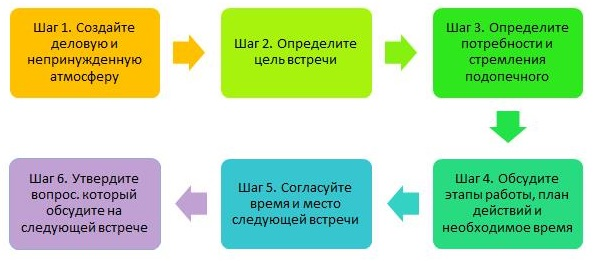 Шаг 1. Создайте
деловую и
непринужденную
атмосферу
Шаг 2. Определите
цель встречи
Шаг 3. Определите
потребности и
стремления
подопечного
Шаг 4. Обсудите
этапы работы, план
действий и
необходимое время
Шаг 5. Согласуйте
время и место
следующей встречи
Шаг 6. Утвердите
вопрос. который
обсудите на
следующей встрече